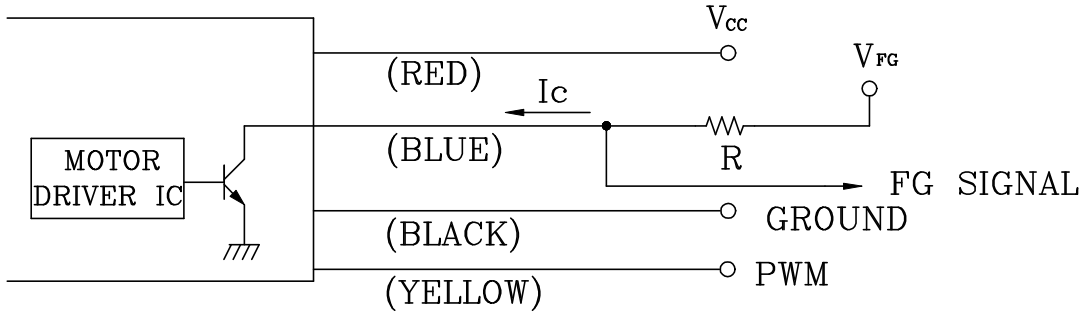 VCC
(RED)
VFG
Ic
(BLUE)
R
MOTOR
DRIVER IC
FG SIGNAL
GROUND
(BLACK)
PWM
(YELLOW)